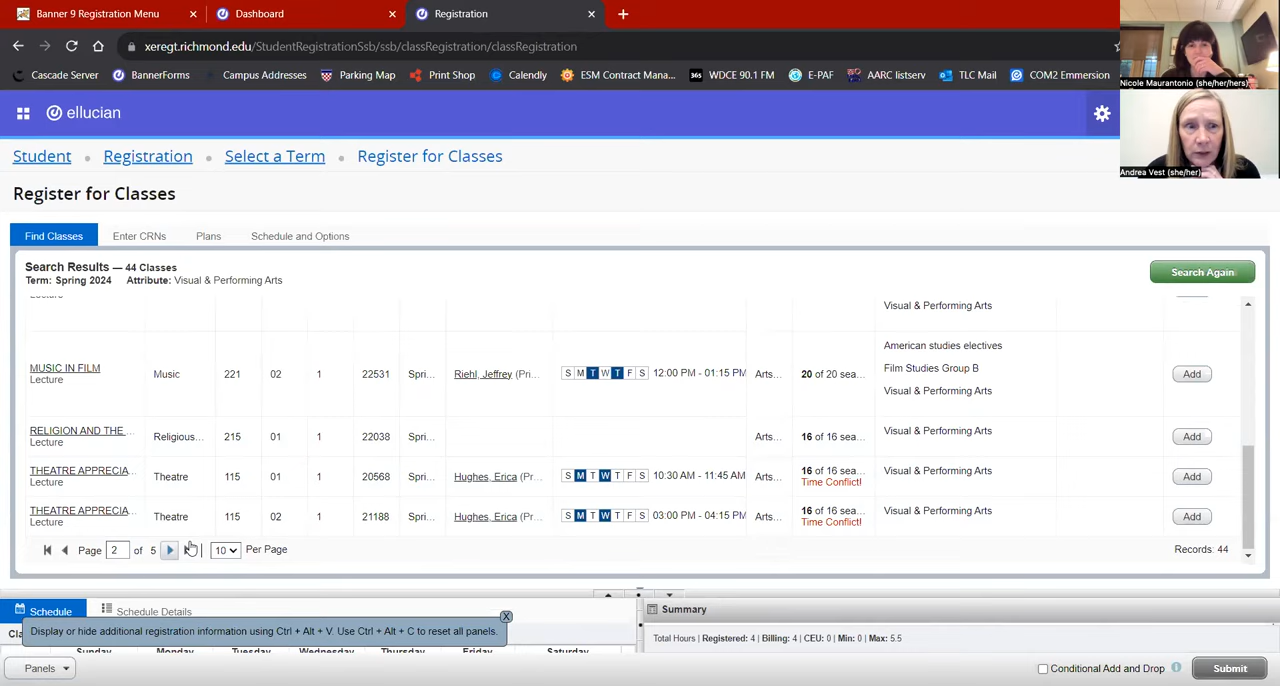 Banner 9 Registration Menu
Dashboard
Registration
xeregt.richmond.edu/StudentRegistrationSsb/ssb/classRegistration/classRegistration
Cascade Server BannerForms Campus Addresses Parking Map Print Shop Calendly ESM Contract Mana... WDCE 90.1 FM E-PAF AARC listserv TLC Mail COM2 Emmersion
Nicole Maurantonio (she/her/hers)
Andrea Vest (she/her)
ellucian
Student Registration Select a Term Register for Classes
Register for Classes
Find Classes Enter CRNs Plans Schedule and Options
Search Results — 44 Classes
Term: Spring 2024 Attribute: Visual & Performing Arts
Search Again
Lecture
Visual & Performing Arts
American studies electives
MUSIC IN FILM
Lecture
Music 221 02 1 22531 Spri... Riehl, Jeffrey (Pri... S M T W T F S 12:00 PM - 01:15 PM Arts... 20 of 20 sea... Film Studies Group B Add
Visual & Performing Arts
RELIGION AND THE ...
Lecture
Religious... 215 01 1 22038 Spri... Arts... 16 of 16 sea... Visual & Performing Arts Add
THEATRE APPRECIA...
Lecture
Theatre 115 01 1 20568 Spri... Hughes, Erica (Pr... S M T W T F S 10:30 AM - 11:45 AM Arts... 16 of 16 sea... Visual & Performing Arts Add
Time Conflict!
THEATRE APPRECIA...
Lecture
Theatre 115 02 1 21188 Spri... Hughes, Erica (Pr... S M T W T F S 03:00 PM - 04:15 PM Arts... 16 of 16 sea... Visual & Performing Arts Add
Time Conflict!
Page 2 of 5 10 Per Page Records: 44
Schedule Schedule Details
Summary
Display or hide additional registration information using Ctrl + Alt + V. Use Ctrl + Alt + C to reset all panels.
X
Total Hours | Registered: 4 | Billing: 4 | CEU: 0 | Min: 0 | Max: 5.5
Sunday Monday Tuesday Wednesday Thursday Friday Saturday
Panels
Conditional Add and Drop
Submit